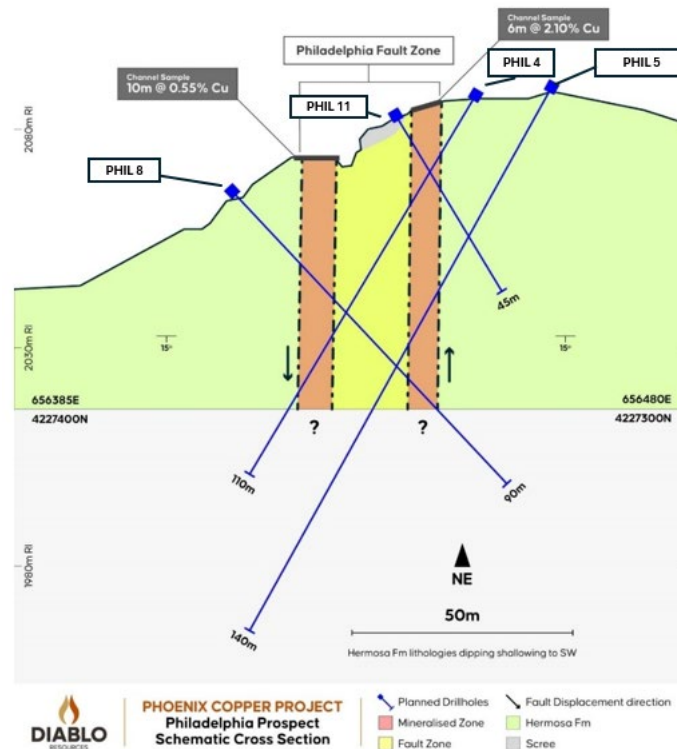 Channel Sample
6m @ 2.10% Cu
Philadelphia Fault Zone
PHIL 4
PHIL 5
Channel Sample
10m @ 0.55% Cu
PHIL 11
PHIL 8
2080m Rl
45m
2030m Rl
15°
15°
656385E
656480E
4227400N
4227300N
?
?
110m
90m
1980m Rl
NE
50m
140m
Hermosa Fm lithologies dipping shallowing to SW
DIABLO
RESOURCES
PHOENIX COPPER PROJECT
Philadelphia Prospect
Schematic Cross Section
Planned Drillholes
Fault Displacement direction
Mineralised Zone
Hermosa Fm
Fault Zone
Scree